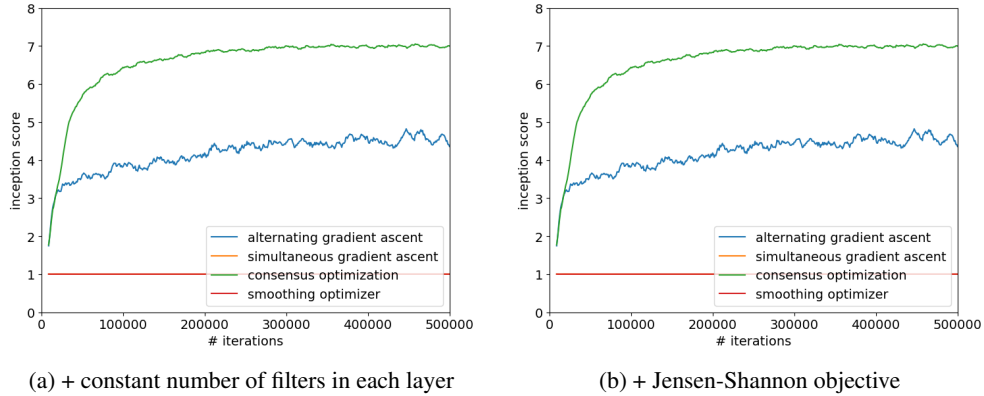 8
7
6
5
4
3
2
1
0
inception score
alternating gradient ascent
simultaneous gradient ascent
consensus optimization
smoothing optimizer
0 100000 200000 300000 400000 500000
# iterations
(a) + constant number of filters in each layer
8
7
6
5
4
3
2
1
0
inception score
alternating gradient ascent
simultaneous gradient ascent
consensus optimization
smoothing optimizer
0 100000 200000 300000 400000 500000
# iterations
(b) + Jensen-Shannon objective